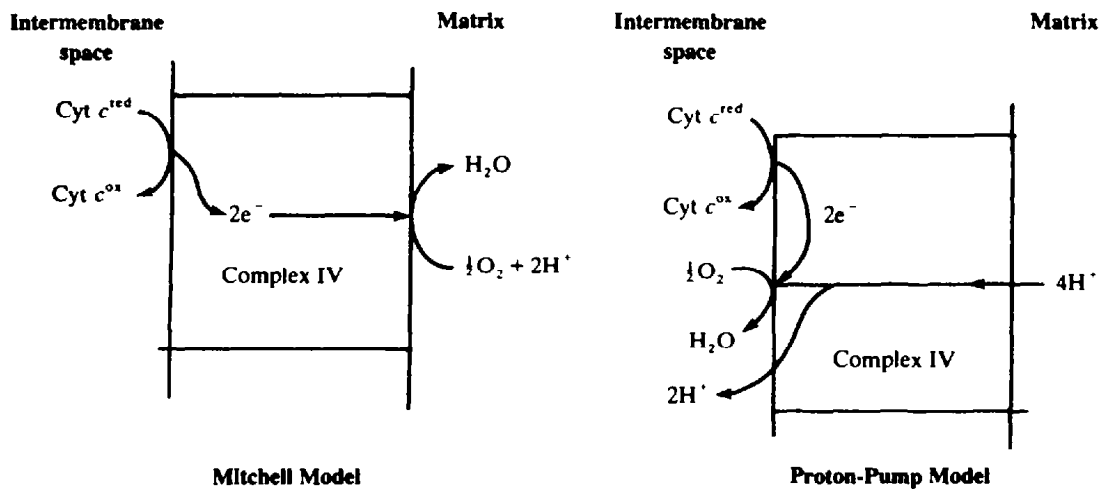 Intermembrane space
Matrix
Cyt c^red
Cyt c^ox
2e⁻
H₂O
½O₂ + 2H⁺
Complex IV
Mitchell Model
Intermembrane space
Matrix
Cyt c^red
Cyt c^ox
2e⁻
½O₂
4H⁺
H₂O
Complex IV
2H⁺
Proton-Pump Model